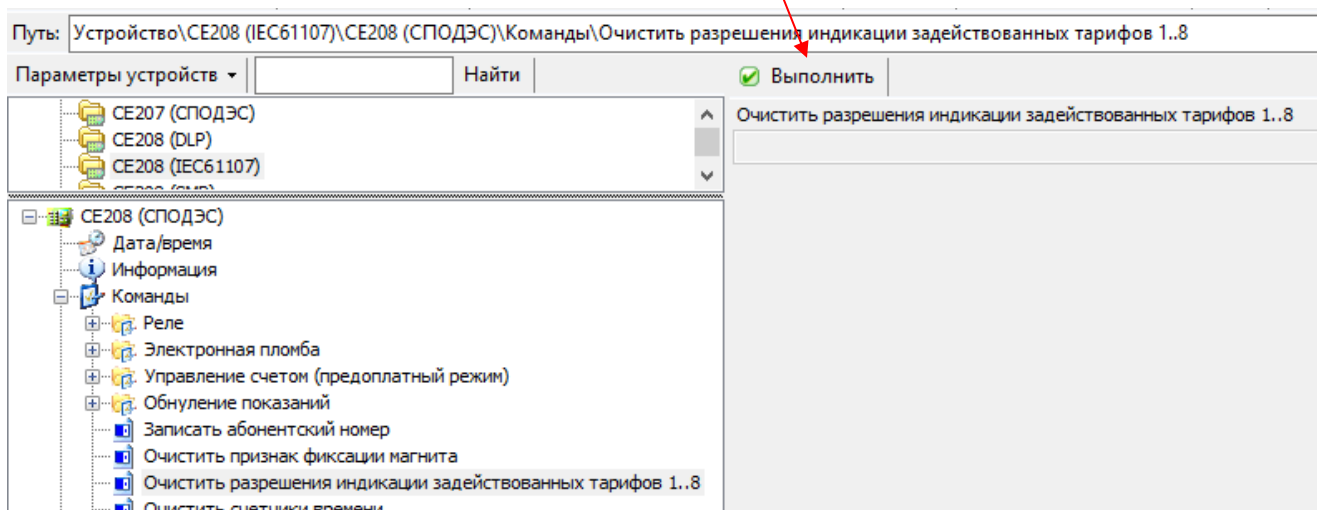 Путь: Устройство\CE208 (IEC61107)\CE208 (СПОДЭС)\Команды\Очистить разрешения индикации задействованных тарифов 1..8
Параметры устройств Найти
Выполнить
CE207 (СПОДЭС)
CE208 (DLP)
CE208 (IEC61107)
Очистить разрешения индикации задействованных тарифов 1..8
CE208 (СПОДЭС)
Дата/время
Информация
Команды
Реле
Электронная пломба
Управление счетом (предоплатный режим)
Обнуление показаний
Записать абонентский номер
Очистить признак фиксации магнита
Очистить разрешения индикации задействованных тарифов 1..8
Очистить счетчики времени